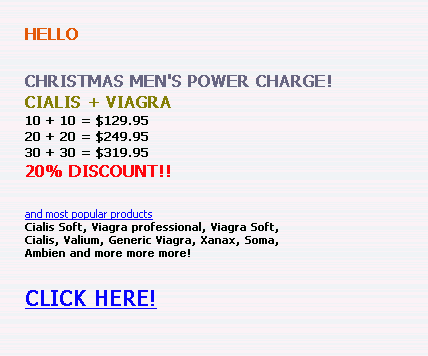 HELLO
CHRISTMAS MEN'S POWER CHARGE!
CIALIS + VIAGRA
10 + 10 = $129.95
20 + 20 = $249.95
30 + 30 = $319.95
20% DISCOUNT!!
and most popular products
Cialis Soft, Viagra professional, Viagra Soft,
Cialis, Valium, Generic Viagra, Xanax, Soma,
Ambien and more more more!
CLICK HERE!